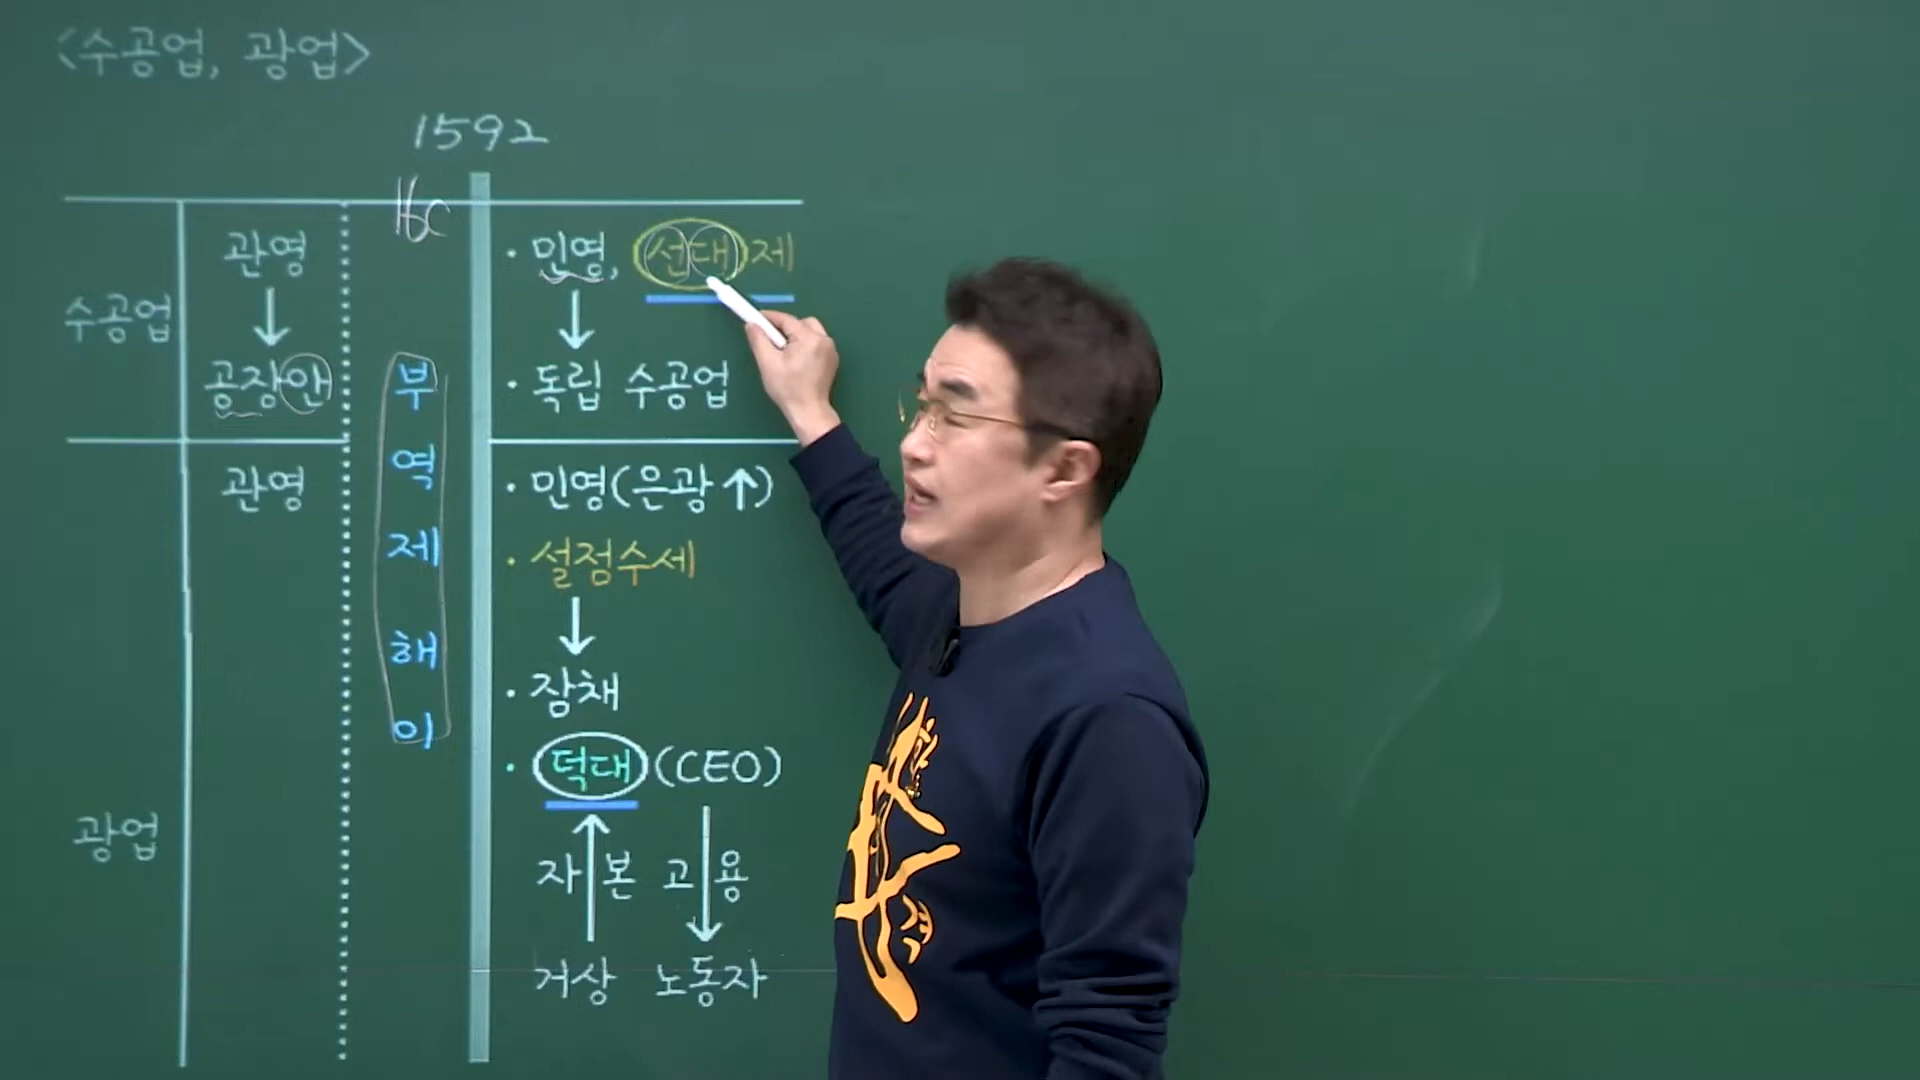 <수공업, 광업>
1592
16c
수공업
관영
공장안
부역제해이
· 민영, 선대제
· 독립 수공업
광업
관영
· 민영(은광↑)
· 설점수세
· 잠채
· 덕대(CEO)
자본 고용
거상 노동자